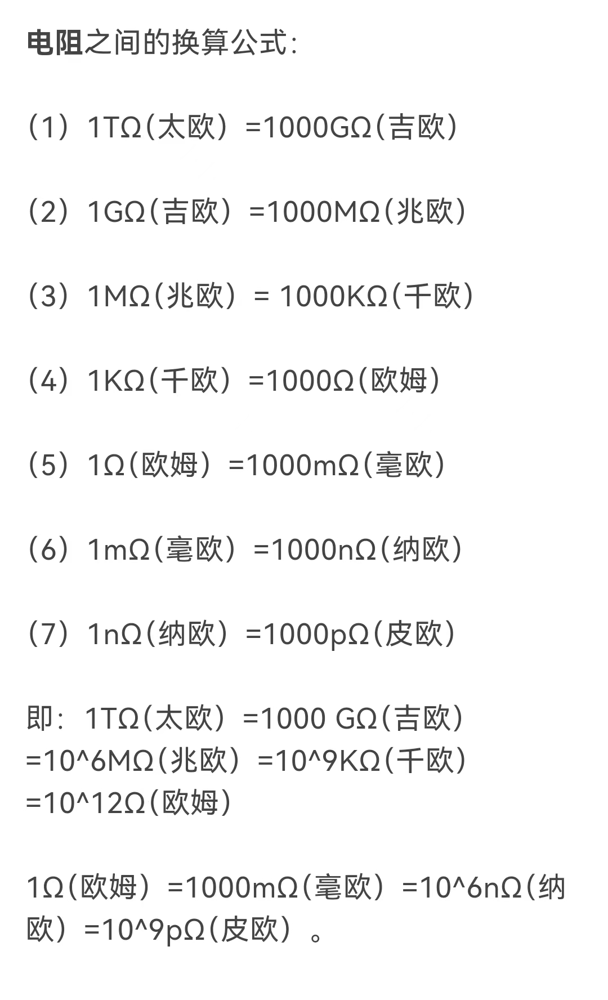 电阻之间的换算公式：
（1）1TΩ（太欧）=1000GΩ（吉欧）
（2）1GΩ（吉欧）=1000MΩ（兆欧）
（3）1MΩ（兆欧）= 1000KΩ（千欧）
（4）1KΩ（千欧）=1000Ω（欧姆）
（5）1Ω（欧姆）=1000mΩ（毫欧）
（6）1mΩ（毫欧）=1000nΩ（纳欧）
（7）1nΩ（纳欧）=1000pΩ（皮欧）
即：1TΩ（太欧）=1000 GΩ（吉欧）
=10^6MΩ（兆欧）=10^9KΩ（千欧）
=10^12Ω（欧姆）
1Ω（欧姆）=1000mΩ（毫欧）=10^6nΩ（纳
欧）=10^9pΩ（皮欧）。